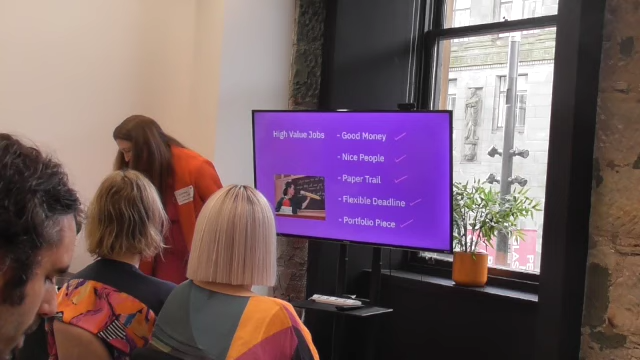 High Value Jobs
- Good Money
- Nice People
- Paper Trail
- Flexible Deadline
- Portfolio Piece